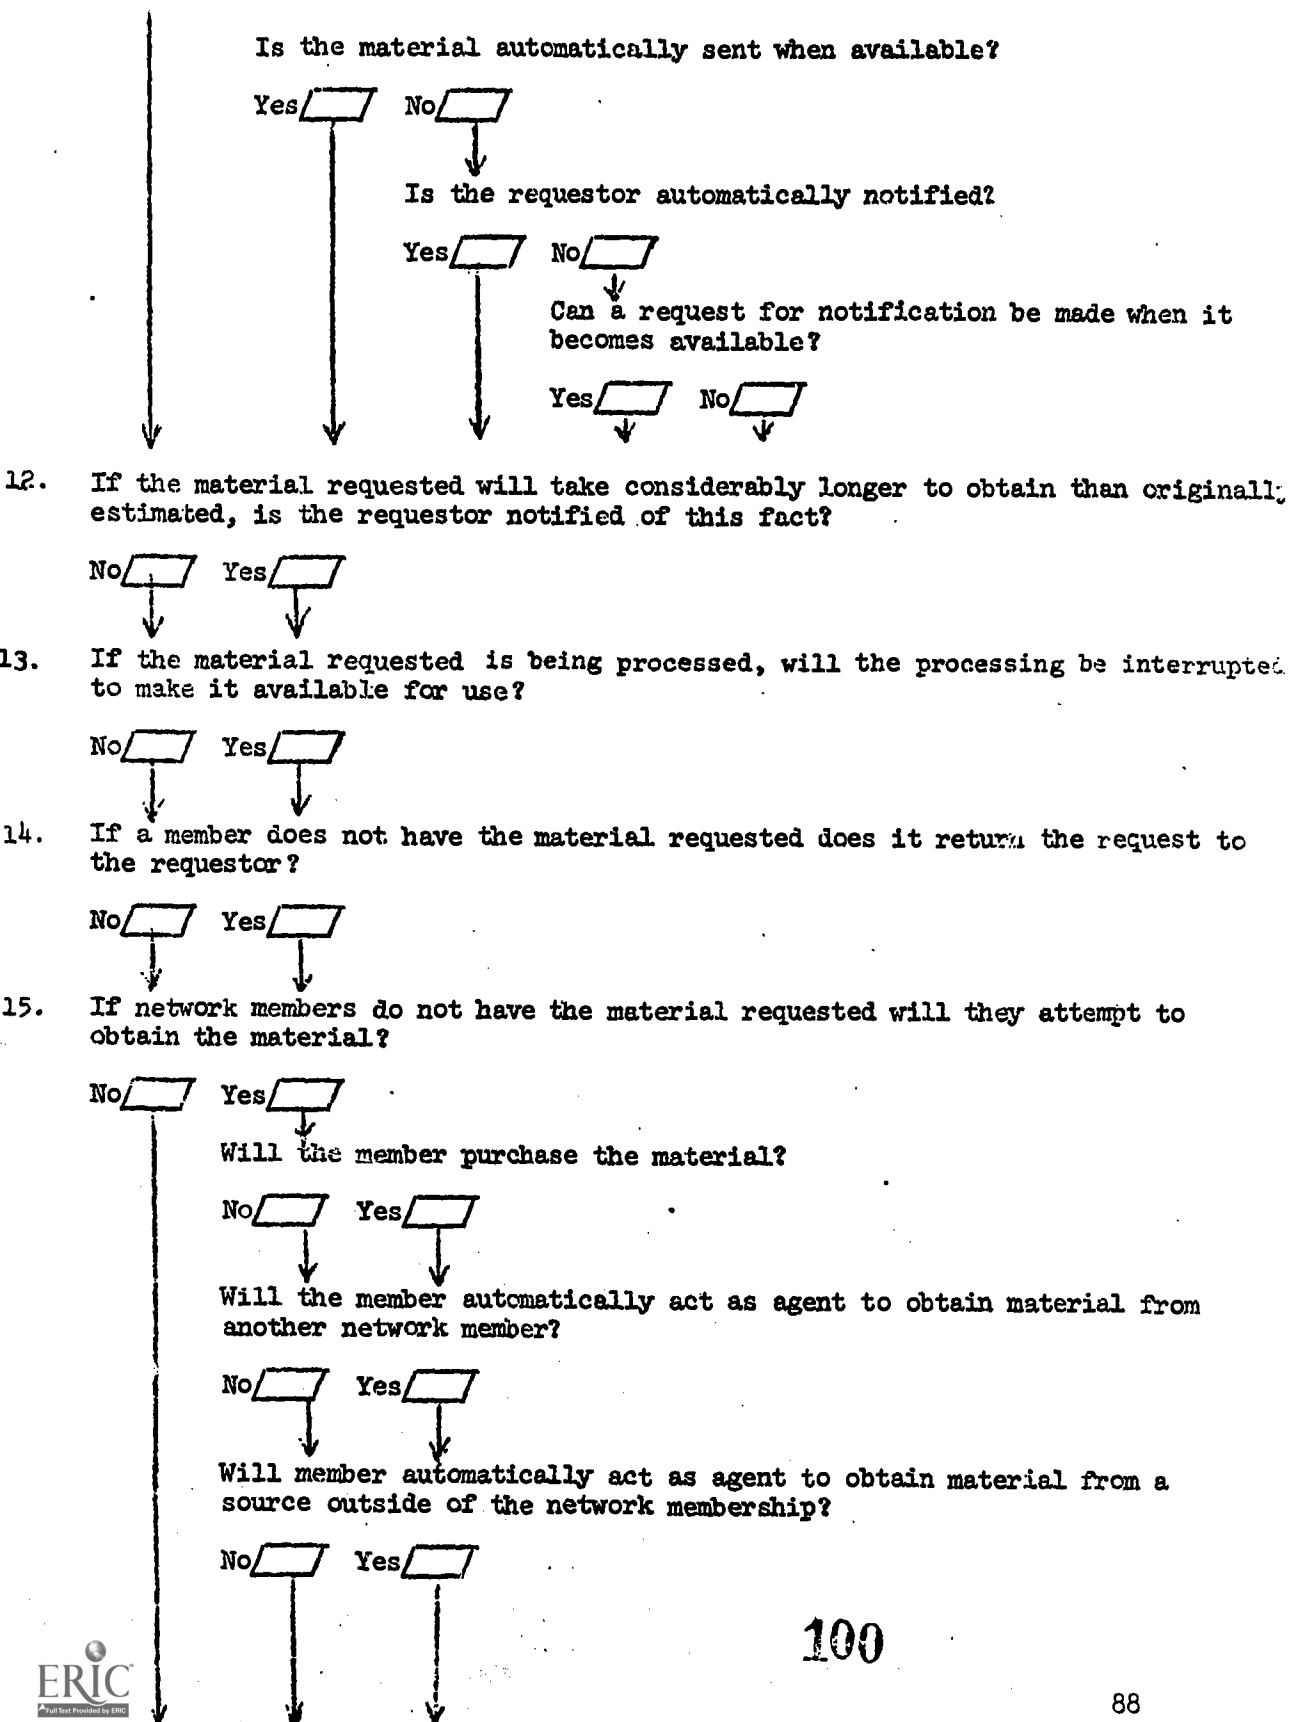 Is the material automatically sent when available?
Yes No
Is the requestor automatically notified?
Yes No
Can a request for notification be made when it
becomes available?
Yes No
12. If the material requested will take considerably longer to obtain than originally
estimated, is the requestor notified of this fact?
No Yes
13. If the material requested is being processed, will the processing be interrupted
to make it available for use?
No Yes
14. If a member does not have the material requested does it return the request to
the requestor?
No Yes
15. If network members do not have the material requested will they attempt to
obtain the material?
No Yes
Will the member purchase the material?
No Yes
Will the member automatically act as agent to obtain material from
another network member?
No Yes
Will member automatically act as agent to obtain material from a
source outside of the network membership?
No Yes
100
ERIC
Full Text Provided by ERIC
88